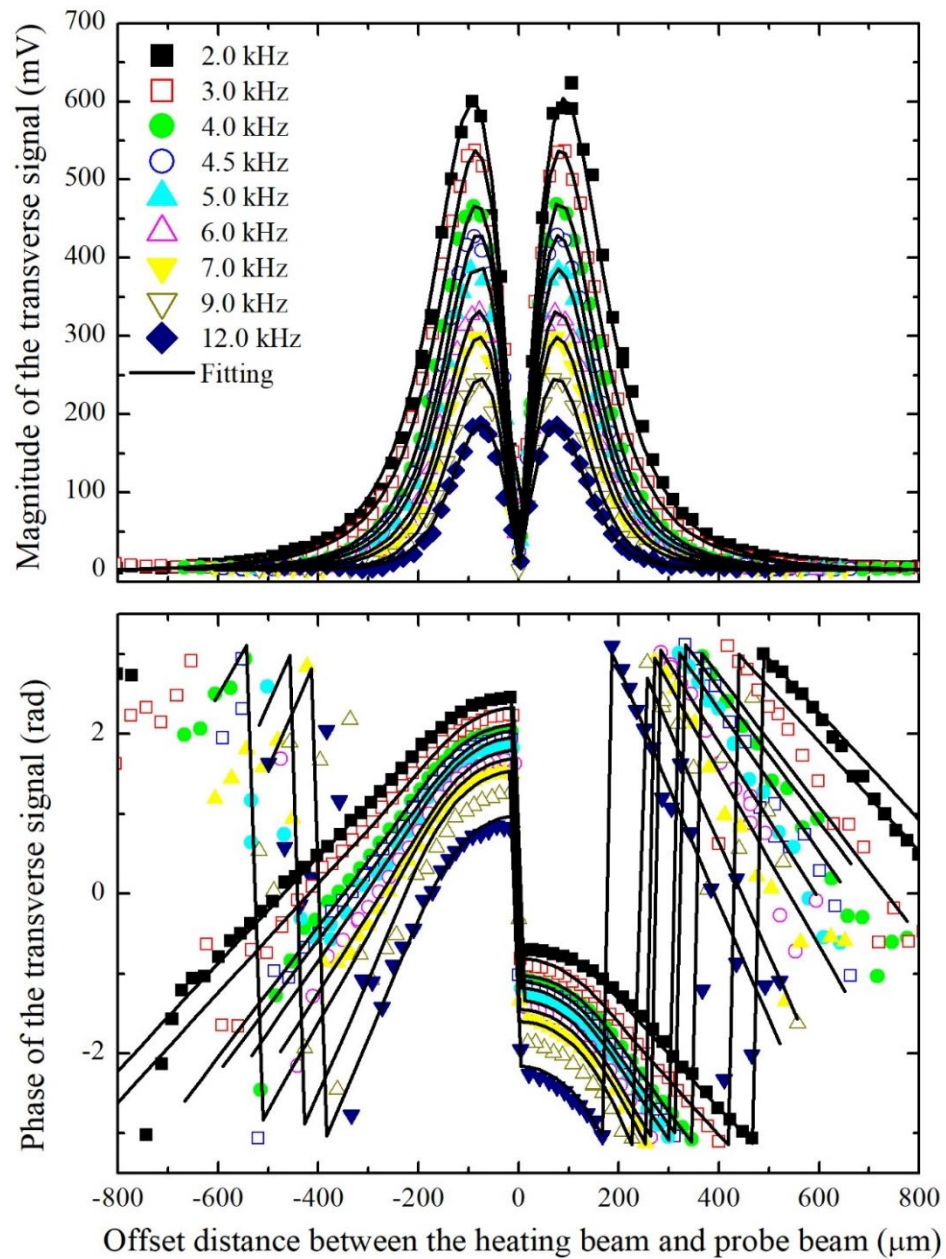 Magnitude of the transverse signal (mV)
700
600
500
400
300
200
100
0
2.0 kHz
3.0 kHz
4.0 kHz
4.5 kHz
5.0 kHz
6.0 kHz
7.0 kHz
9.0 kHz
12.0 kHz
Fitting
Phase of the transverse signal (rad)
2
0
-2
-800 -600 -400 -200 0 200 400 600 800
Offset distance between the heating beam and probe beam (μm)